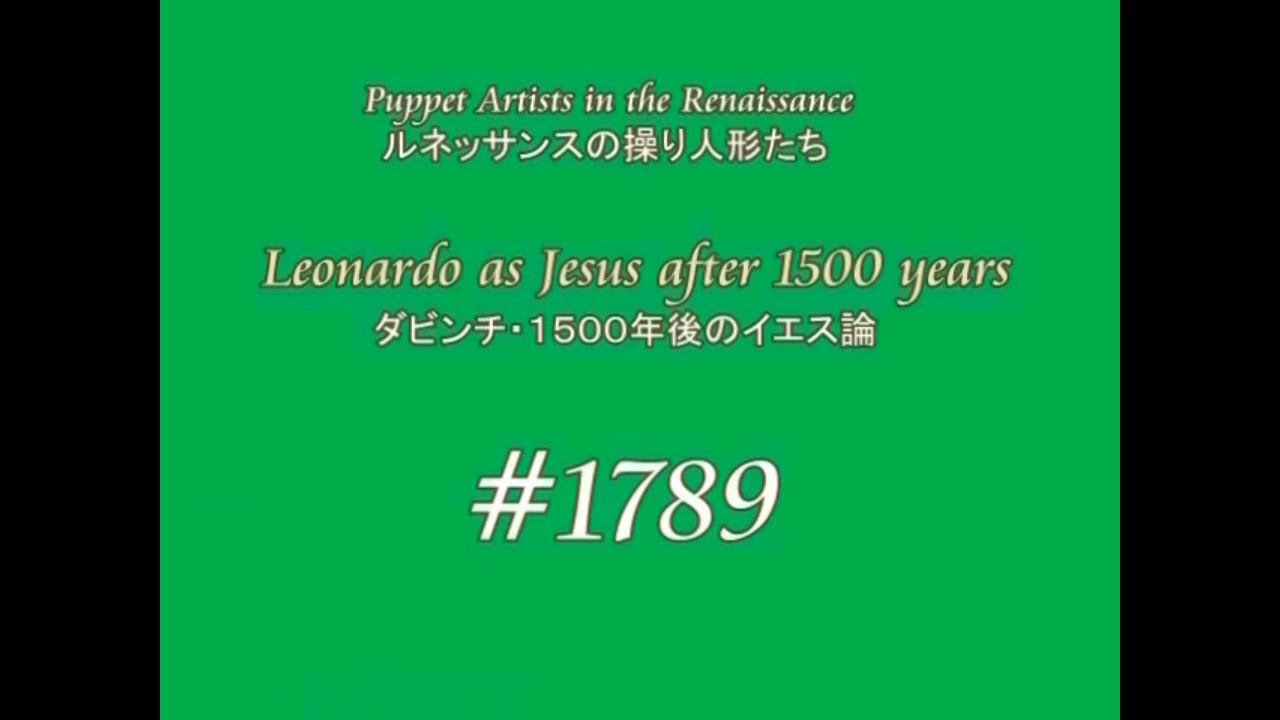 Puppet Artists in the Renaissance
ルネッサンスの操り人形たち
Leonardo as Jesus after 1500 years
ダビンチ・１５００年後のイエス論
#1789